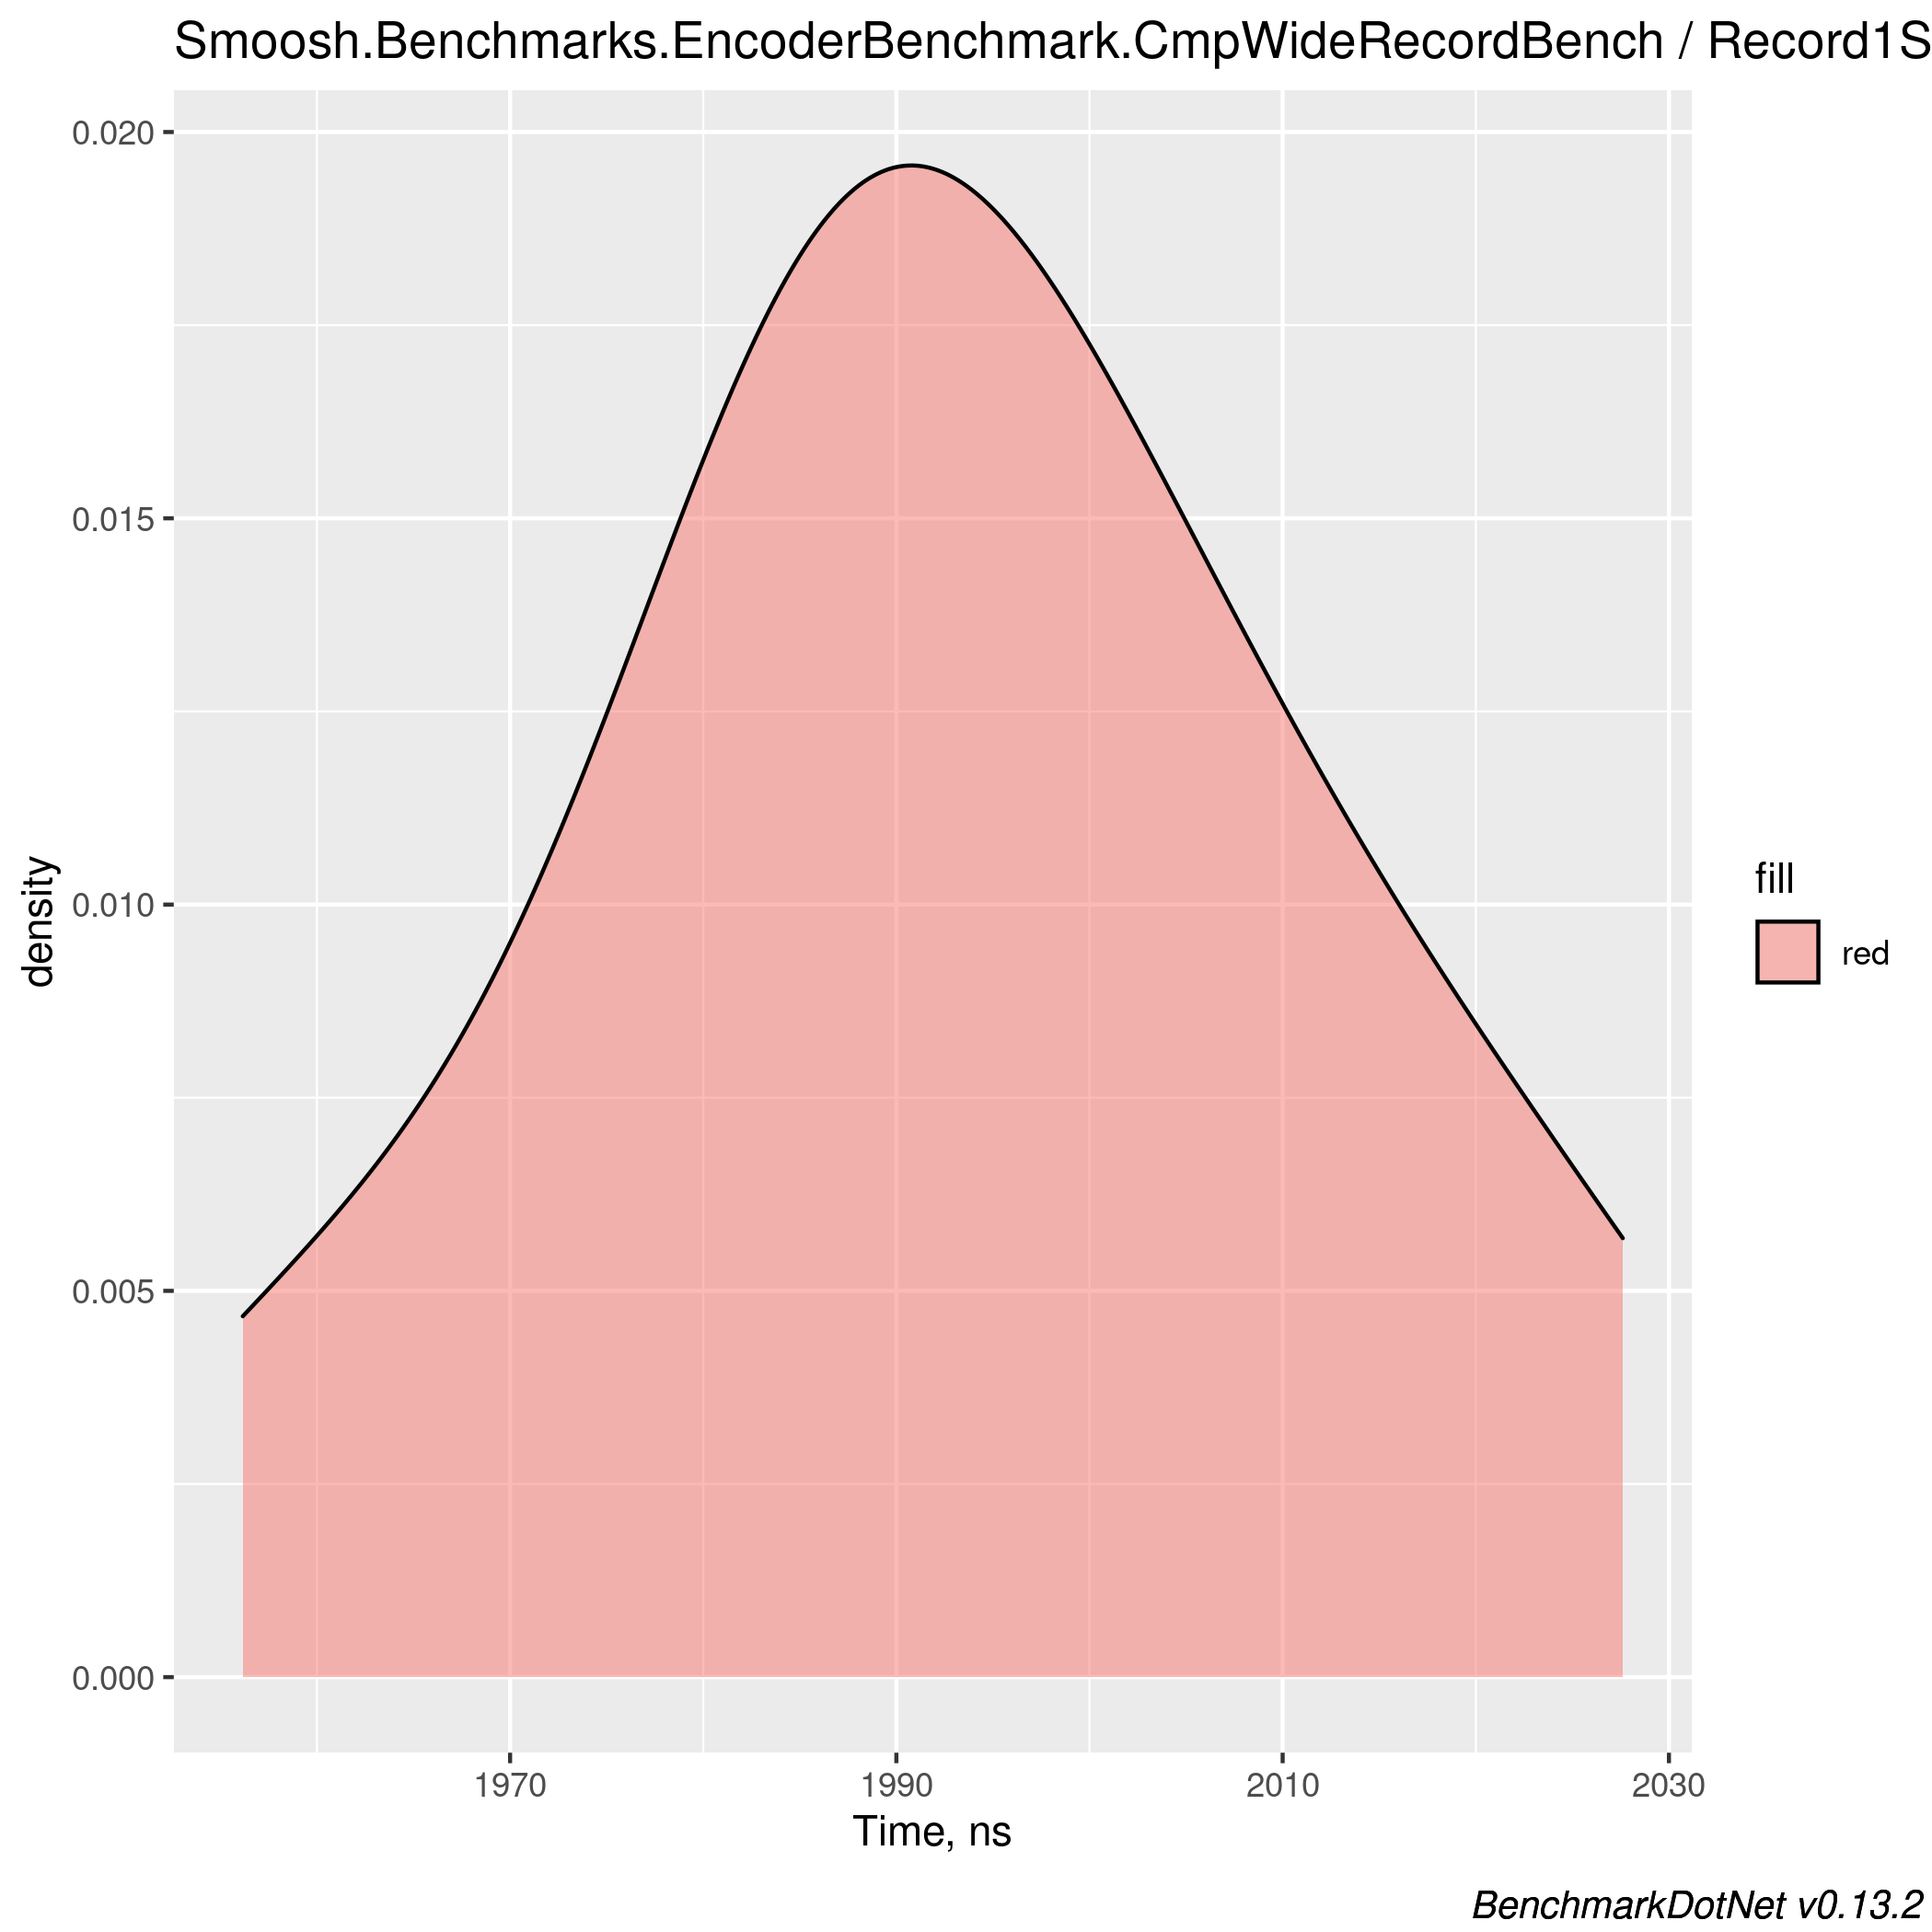 Smoosh.Benchmarks.EncoderBenchmark.CmpWideRecordBench / Record1S
0.020
0.015
0.010
0.005
0.000
density
1970 1990 2010 2030
Time, ns
fill
red
BenchmarkDotNet v0.13.2